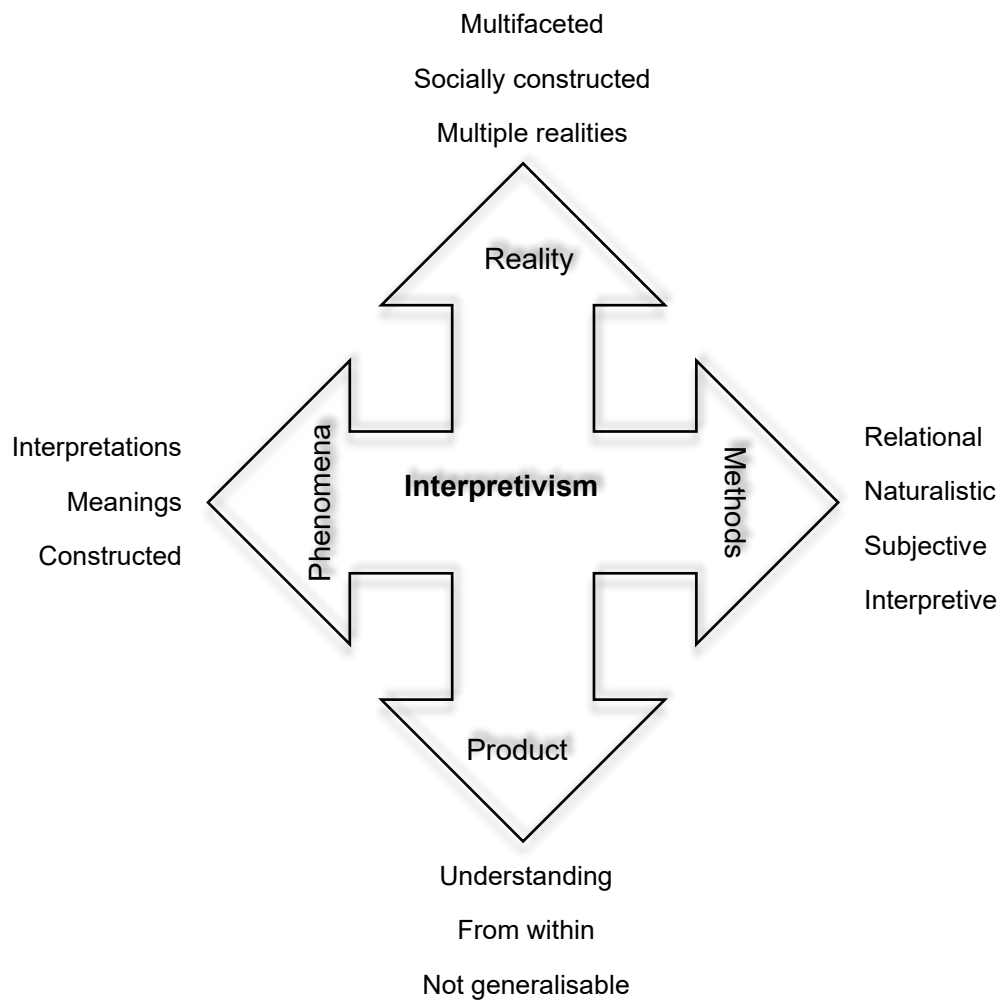 Multifaceted
Socially constructed
Multiple realities
Reality
Interpretations
Meanings
Constructed
Phenomena
Interpretivism
Methods
Relational
Naturalistic
Subjective
Interpretive
Product
Understanding
From within
Not generalisable